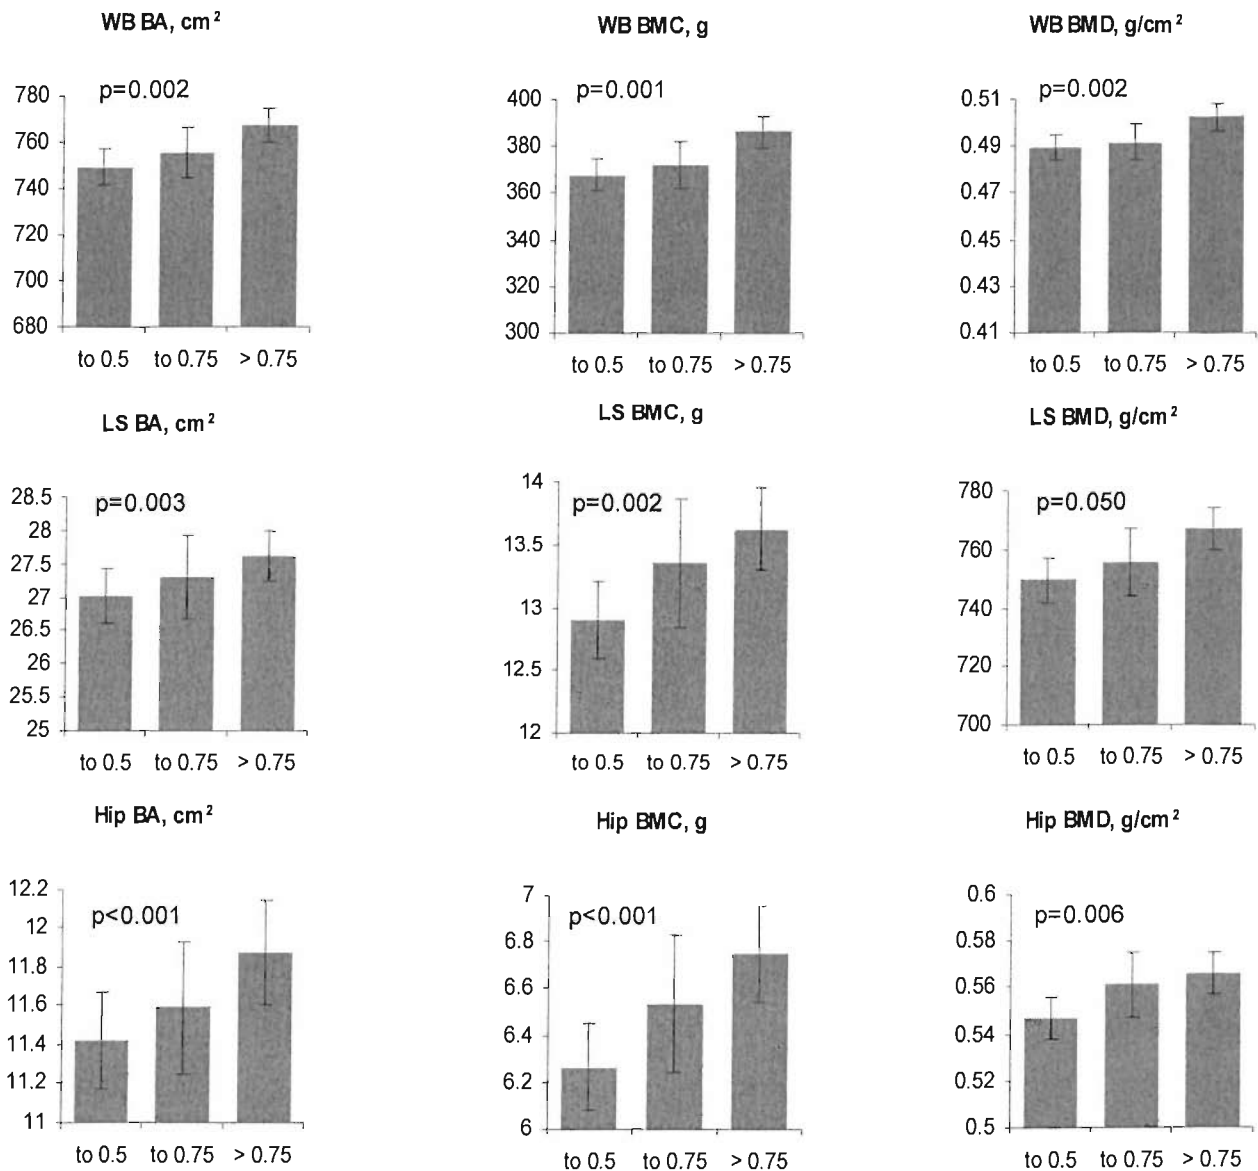 WB BA, cm²
p=0.002
780
760
740
720
700
680
to 0.5 to 0.75 > 0.75
WB BMC, g
p=0.001
400
380
360
340
320
300
to 0.5 to 0.75 > 0.75
WB BMD, g/cm²
p=0.002
0.51
0.49
0.47
0.45
0.43
0.41
to 0.5 to 0.75 > 0.75
LS BA, cm²
p=0.003
28.5
28
27.5
27
26.5
26
25.5
25
to 0.5 to 0.75 > 0.75
LS BMC, g
p=0.002
14
13.5
13
12.5
12
to 0.5 to 0.75 > 0.75
LS BMD, g/cm²
p=0.050
780
760
740
720
700
to 0.5 to 0.75 > 0.75
Hip BA, cm²
p<0.001
12.2
12
11.8
11.6
11.4
11.2
11
to 0.5 to 0.75 > 0.75
Hip BMC, g
p<0.001
7
6.8
6.6
6.4
6.2
6
to 0.5 to 0.75 > 0.75
Hip BMD, g/cm²
p=0.006
0.6
0.58
0.56
0.54
0.52
0.5
to 0.5 to 0.75 > 0.75